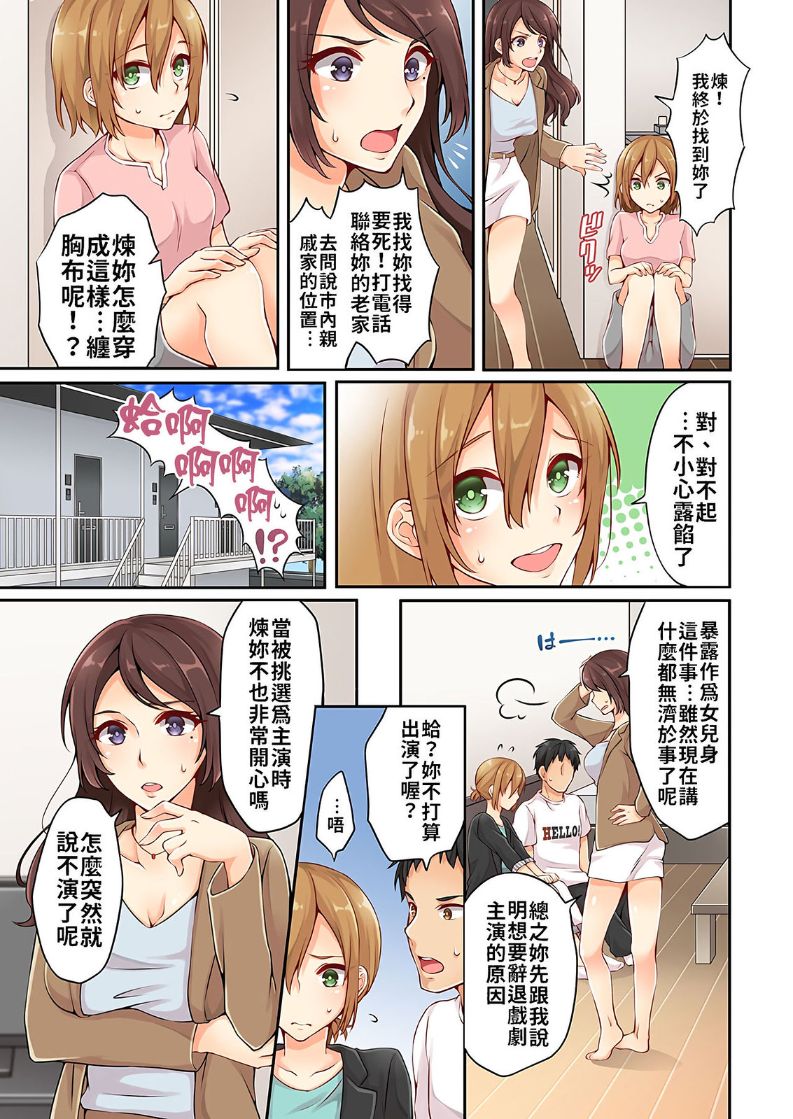 煉！
我終於找到妳了
ビクッ
我找妳找得
要死！打電話
聯絡妳的老家
去問說市內親
戚家的位置…
煉妳怎麼穿
成這樣…纏
胸布呢！？
對、對不起
…不小心露餡了
蛤啊
啊啊啊
啊
!?
暴露作爲女兒身
這件事…雖然現在講
什麼都無濟於事了呢
はー…
HELLO!
總之妳先跟我說
明想要辭退戲劇
主演的原因
蛤？妳不打算
出演了喔？
…唔
當被挑選爲主演時
煉妳不也非常開心嗎
怎麼突然就
說不演了呢